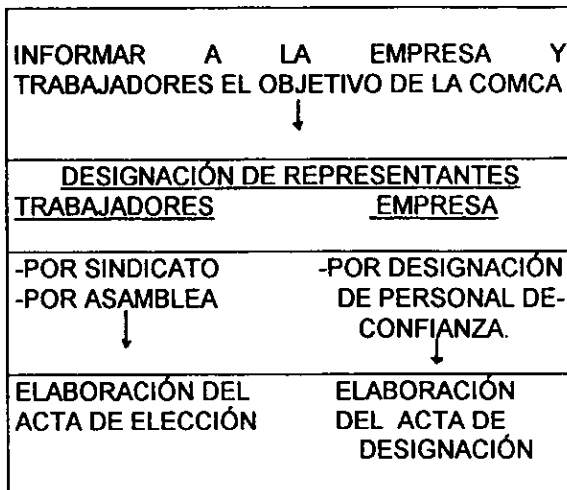 INFORMAR A LA EMPRESA Y
TRABAJADORES EL OBJETIVO DE LA COMCA
DESIGNACIÓN DE REPRESENTANTES
TRABAJADORES EMPRESA
-POR SINDICATO -POR DESIGNACIÓN
-POR ASAMBLEA DE PERSONAL DE-
CONFIANZA.
ELABORACIÓN DEL ELABORACIÓN
ACTA DE ELECCIÓN DEL ACTA DE
DESIGNACIÓN